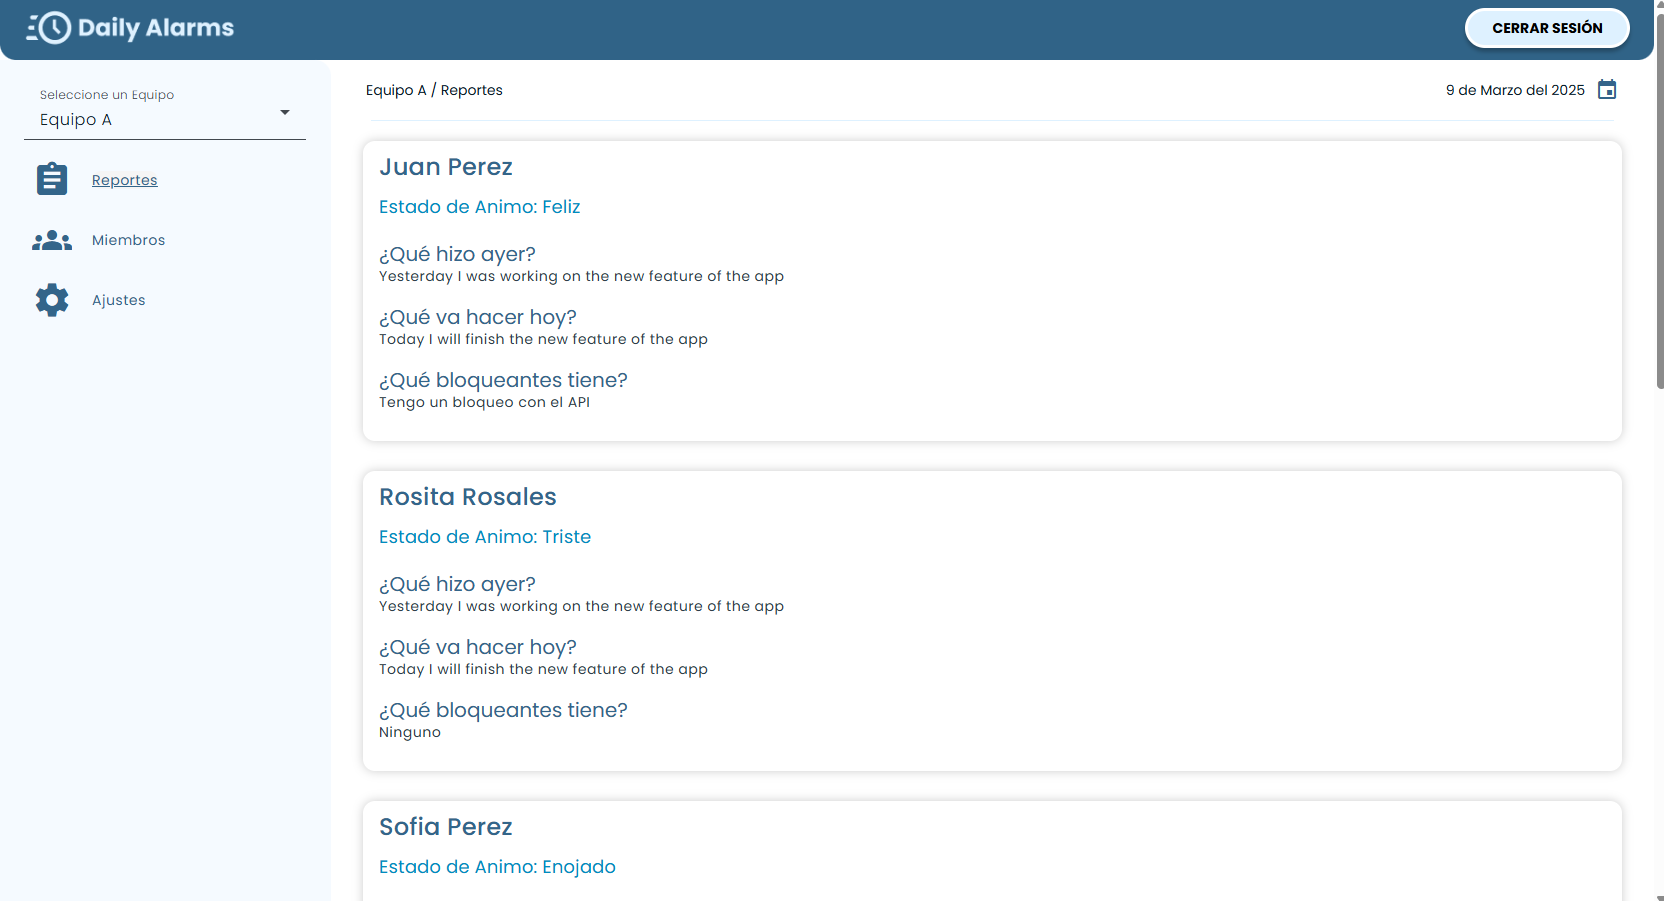 Daily Alarms
CERRAR SESIÓN
Seleccione un Equipo
Equipo A
Reportes
Miembros
Ajustes
Equipo A / Reportes
9 de Marzo del 2025
Juan Perez
Estado de Animo: Feliz
¿Qué hizo ayer?
Yesterday I was working on the new feature of the app
¿Qué va hacer hoy?
Today I will finish the new feature of the app
¿Qué bloqueantes tiene?
Tengo un bloqueo con el API
Rosita Rosales
Estado de Animo: Triste
¿Qué hizo ayer?
Yesterday I was working on the new feature of the app
¿Qué va hacer hoy?
Today I will finish the new feature of the app
¿Qué bloqueantes tiene?
Ninguno
Sofia Perez
Estado de Animo: Enojado